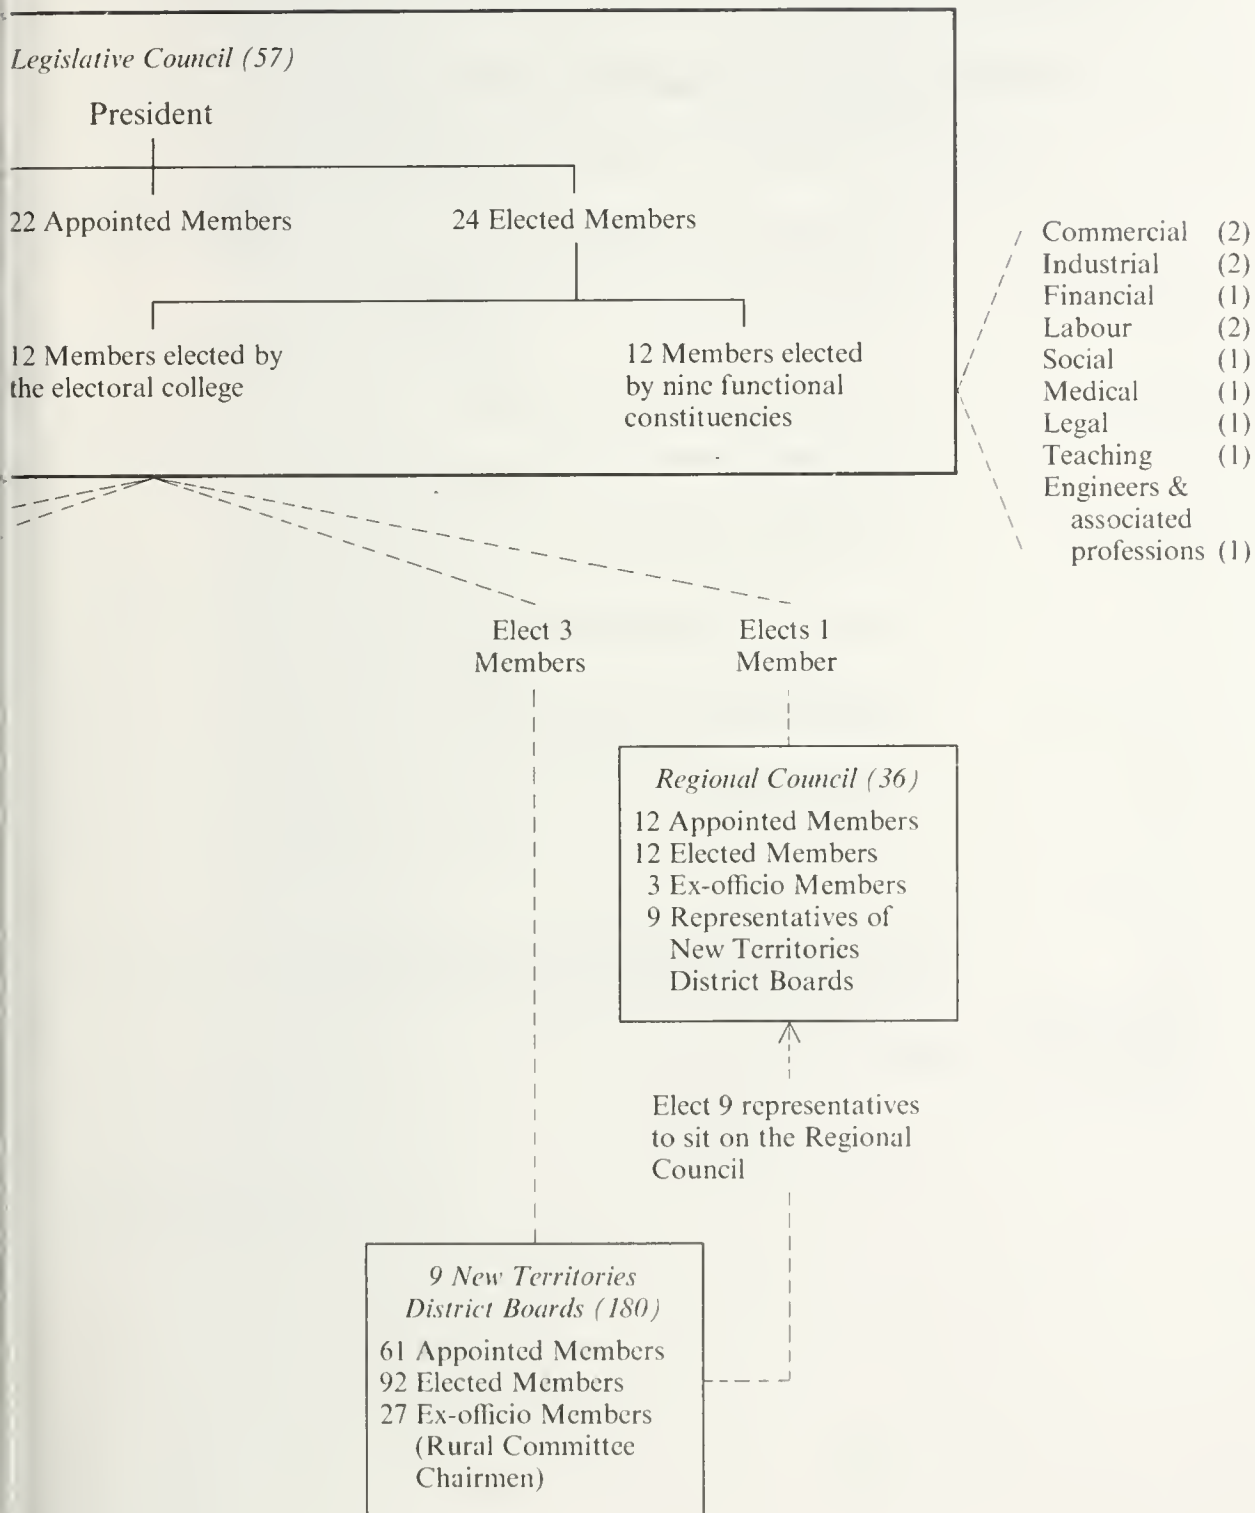 Legislative Council (57)
President
22 Appointed Members
24 Elected Members
12 Members elected by
the electoral college
12 Members elected
by nine functional
constituencies
Commercial (2)
Industrial (2)
Financial (1)
Labour (2)
Social (1)
Medical (1)
Legal (1)
Teaching (1)
Engineers &
associated
professions (1)
Elect 3
Members
Elects 1
Member
Regional Council (36)
12 Appointed Members
12 Elected Members
3 Ex-officio Members
9 Representatives of
New Territories
District Boards
Elect 9 representatives
to sit on the Regional
Council
9 New Territories
District Boards (180)
61 Appointed Members
92 Elected Members
27 Ex-officio Members
(Rural Committee
Chairmen)